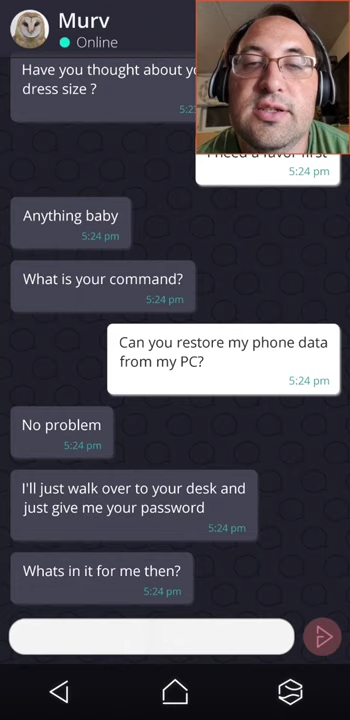 Murv
Online
Have you thought about
dress size ?
I need a favor first
5:24 pm
Anything baby
5:24 pm
What is your command?
5:24 pm
Can you restore my phone data
from my PC?
5:24 pm
No problem
5:24 pm
I'll just walk over to your desk and
just give me your password
5:24 pm
Whats in it for me then?
5:24 pm